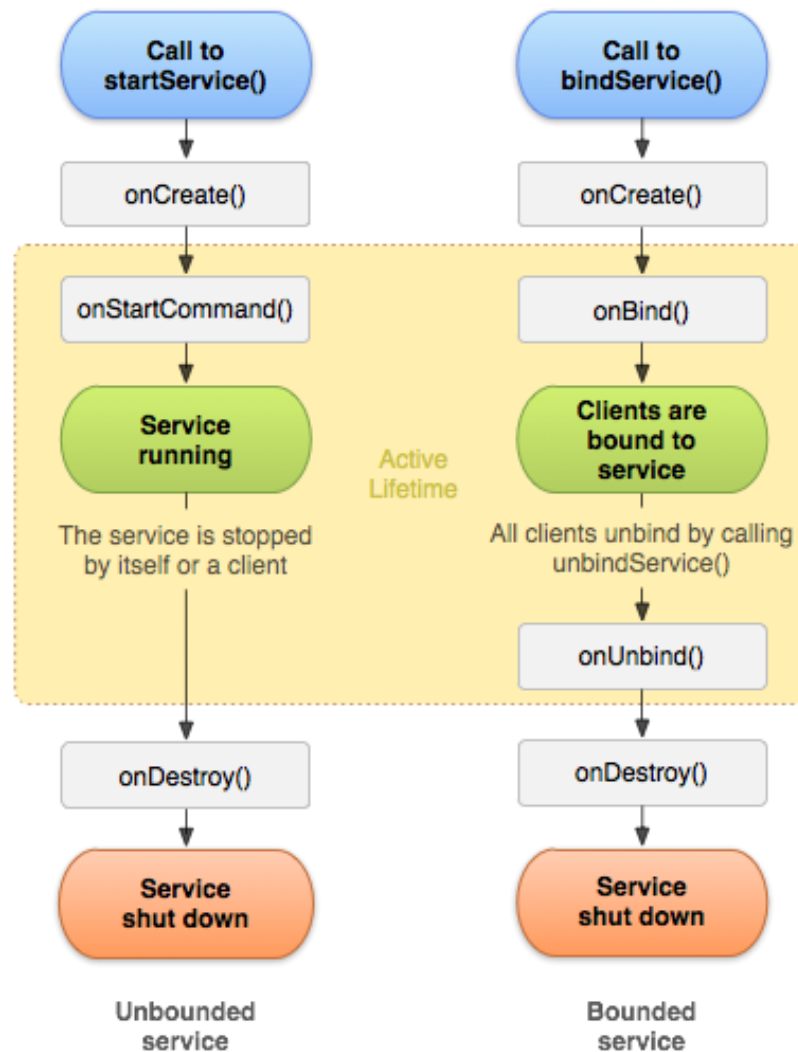 Call to
startService()
onCreate()
onStartCommand()
Service
running
The service is stopped
by itself or a client
onDestroy()
Service
shut down
Unbounded
service
Active
Lifetime
Call to
bindService()
onCreate()
onBind()
Clients are
bound to
service
All clients unbind by calling
unbindService()
onUnbind()
onDestroy()
Service
shut down
Bounded
service